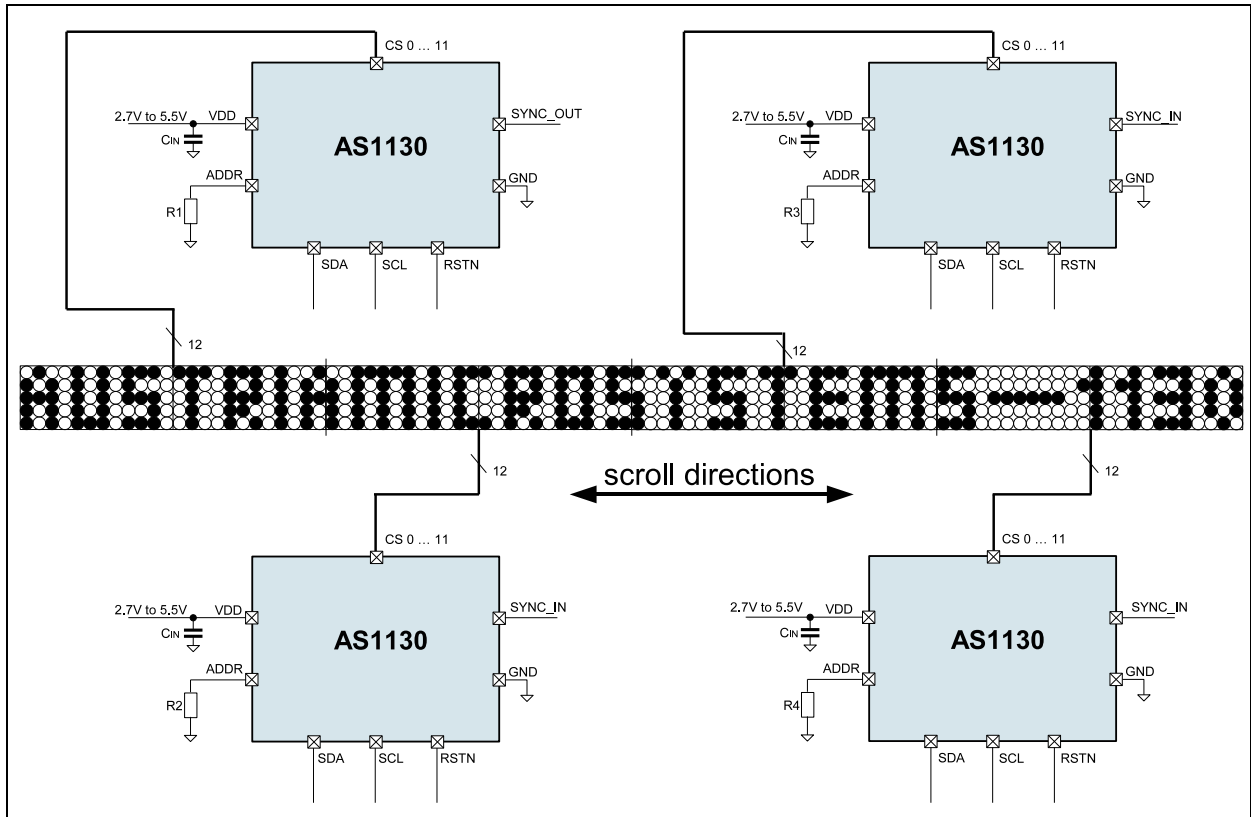 CS 0 ... 11
CS 0 ... 11
2.7V to 5.5V VDD
SYNC_OUT
CIN
AS1130
ADDR
GND
R1
SDA SCL RSTN
2.7V to 5.5V VDD
SYNC_IN
CIN
AS1130
ADDR
GND
R3
SDA SCL RSTN
12
12
AUSTRIAMICROSYSTEMS-1130
12
scroll directions
12
CS 0 ... 11
CS 0 ... 11
2.7V to 5.5V VDD
SYNC_IN
CIN
AS1130
ADDR
GND
R2
SDA SCL RSTN
2.7V to 5.5V VDD
SYNC_IN
CIN
AS1130
ADDR
GND
R4
SDA SCL RSTN